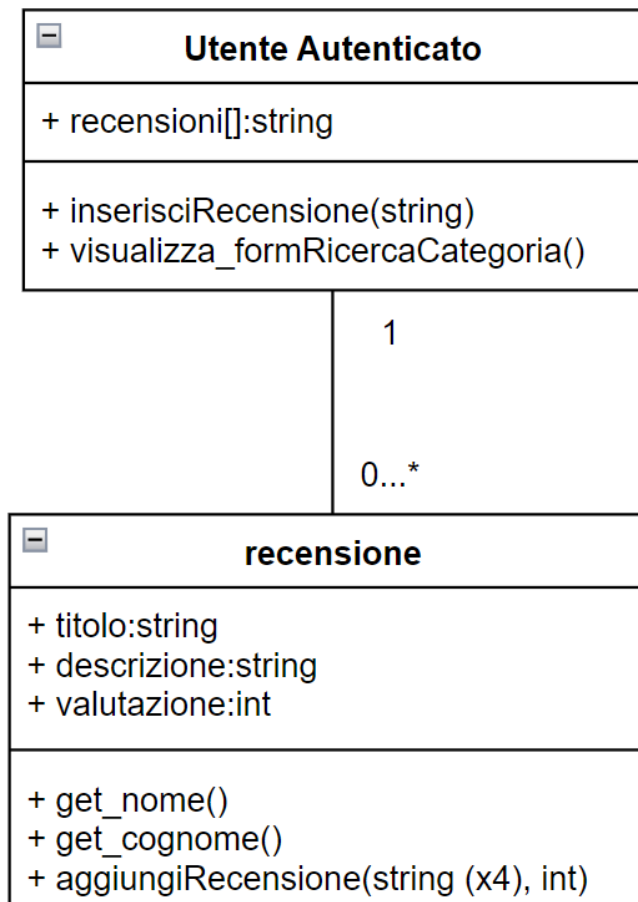 Utente Autenticato
+ recensioni[]:string
+ inserisciRecensione(string)
+ visualizza_formRicercaCategoria()
1
0...*
recensione
+ titolo:string
+ descrizione:string
+ valutazione:int
+ get_nome()
+ get_cognome()
+ aggiungiRecensione(string (x4), int)